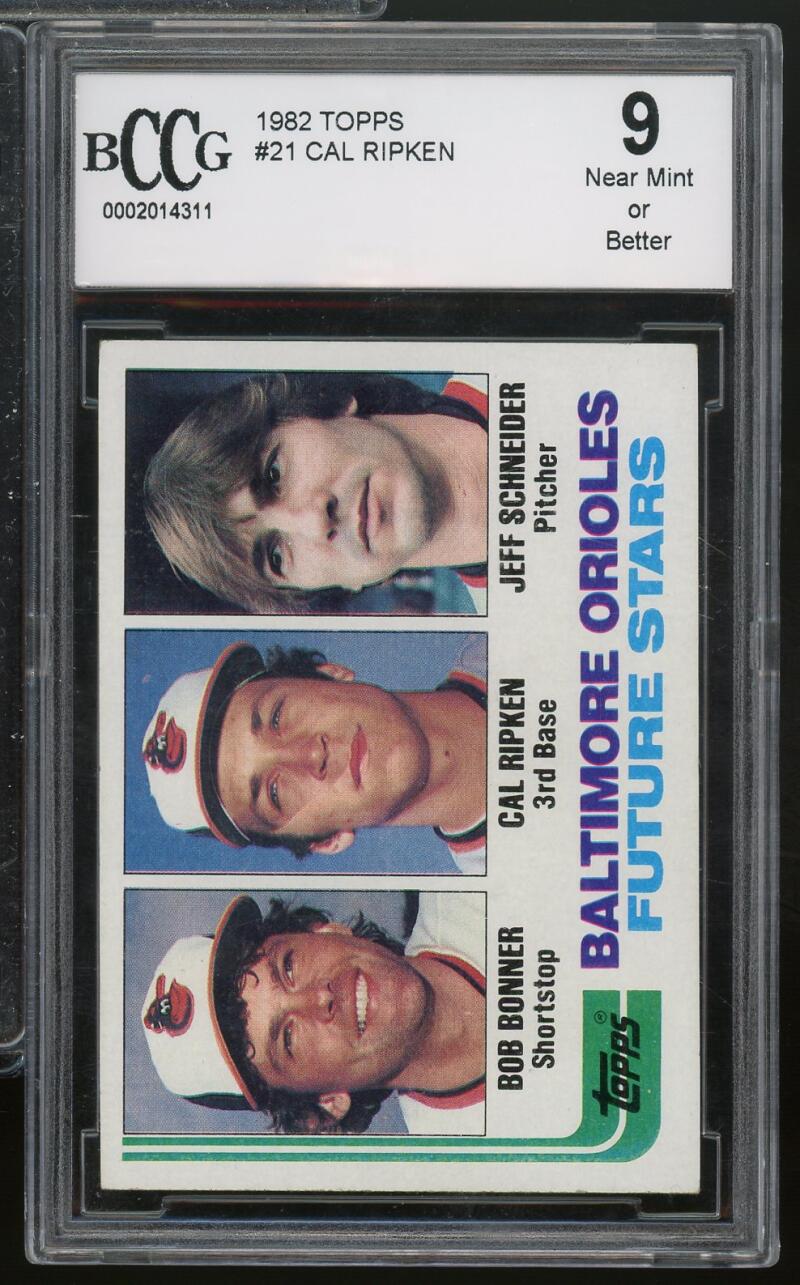 BCCG
0002014311
1982 TOPPS
#21 CAL RIPKEN
9
Near Mint
or
Better
BOB BONNER
Shortstop
CAL RIPKEN
3rd Base
JEFF SCHNEIDER
Pitcher
topps®
BALTIMORE ORIOLES
FUTURE STARS